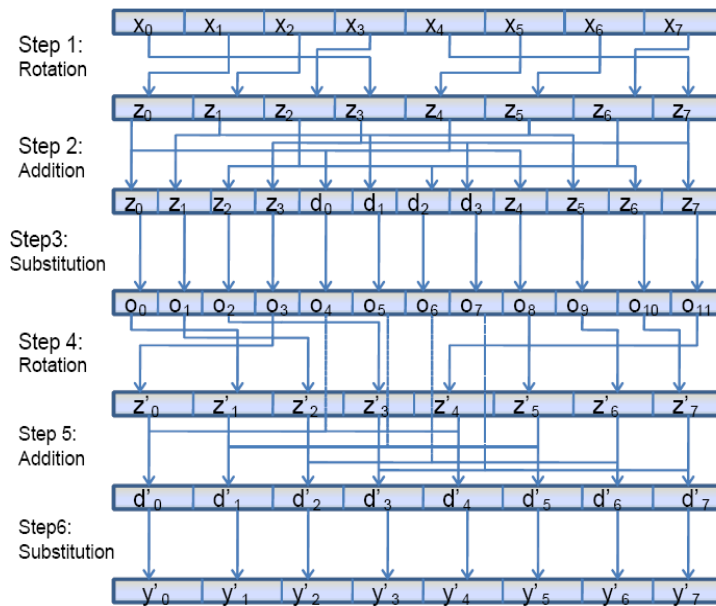 x₀ x₁ x₂ x₃ x₄ x₅ x₆ x₇
Step 1:
Rotation
z₀ z₁ z₂ z₃ z₄ z₅ z₆ z₇
Step 2:
Addition
z₀ z₁ z₂ z₃ d₀ d₁ d₂ d₃ z₄ z₅ z₆ z₇
Step3:
Substitution
o₀ o₁ o₂ o₃ o₄ o₅ o₆ o₇ o₈ o₉ o₁₀ o₁₁
Step 4:
Rotation
z'₀ z'₁ z'₂ z'₃ z'₄ z'₅ z'₆ z'₇
Step 5:
Addition
d'₀ d'₁ d'₂ d'₃ d'₄ d'₅ d'₆ d'₇
Step6:
Substitution
y'₀ y'₁ y'₂ y'₃ y'₄ y'₅ y'₆ y'₇